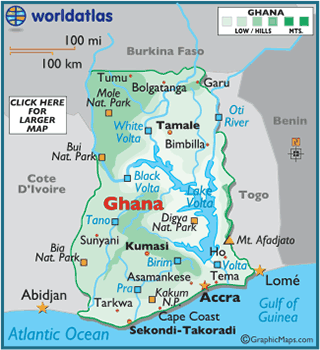 worldatlas
GHANA
LOW / HILLS
MTS.
100 mi
100 km
Burkina Faso
Tumu
Bolgatanga
Garu
Mole
Nat. Park
CLICK HERE
FOR
LARGER
MAP
Oti
River
White
Volta
Tamale
Benin
Bimbilla
Bui
Nat. Park
Black
Volta
Cote
D'Ivoire
Lake
Volta
Togo
Ghana
Digya
Nat. Park
Tano
Mt. Afadjato
Sunyani
Kumasi
Bia
Nat. Park
Ho
Birim
Volta
Asamankese
Tema
Lomé
Pra
Kakum
N.P.
Accra
Abidjan
Gulf of
Guinea
Tarkwa
Cape Coast
Sekondi-Takoradi
Atlantic Ocean
©GraphicMaps.com